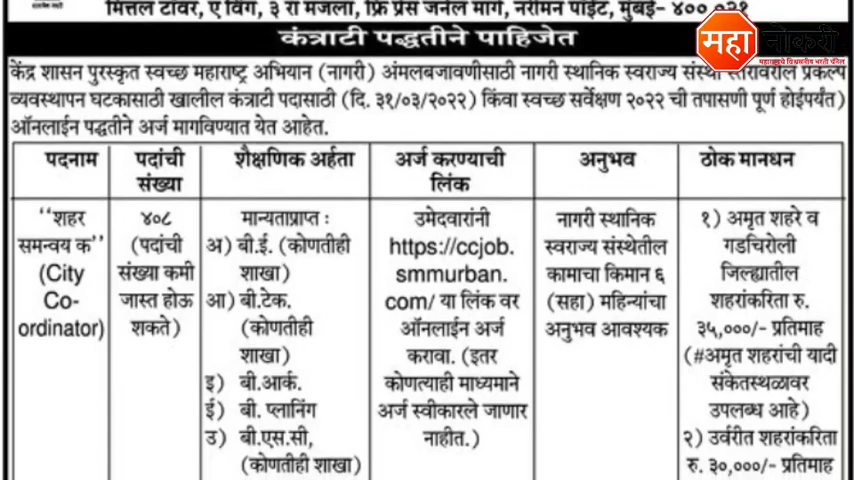 मित्तल टॉवर, ए विंग, ३ रा मजला, फ्रि प्रेस जर्नल मार्ग, नरीमन पॉइंट, मुंबई- ४०० ०२१
महा नोकरी
महाराष्ट्राचे विश्वसनीय भरती चॅनेल
कंत्राटी पद्धतीने पाहिजेत
केंद्र शासन पुरस्कृत स्वच्छ महाराष्ट्र अभियान (नागरी) अंमलबजावणीसाठी नागरी स्थानिक स्वराज्य संस्था स्तरावरील प्रकल्प
व्यवस्थापन घटकासाठी खालील कंत्राटी पदासाठी (दि. ३१/०३/२०२२) किंवा स्वच्छ सर्वेक्षण २०२२ ची तपासणी पूर्ण होईपर्यंत)
ऑनलाईन पद्धतीने अर्ज मागविण्यात येत आहेत.
पदनाम
पदांची
संख्या
शैक्षणिक अर्हता
अर्ज करण्याची
लिंक
अनुभव
ठोक मानधन
“शहर
समन्वय क”
(City
Co-
ordinator)
४०८
(पदांची
संख्या कमी
जास्त होऊ
शकते)
मान्यताप्राप्त :
अ) बी.ई. (कोणतीही
शाखा)
आ) बी.टेक.
(कोणतीही
शाखा)
इ) बी.आर्क.
ई) बी. प्लानिंग
उ) बी.एस.सी,
(कोणतीही शाखा)
उमेदवारांनी
https://ccjob.
smmurban.
com/ या लिंक वर
ऑनलाईन अर्ज
करावा. (इतर
कोणत्याही माध्यमाने
अर्ज स्वीकारले जाणार
नाहीत.)
नागरी स्थानिक
स्वराज्य संस्थेतील
कामाचा किमान ६
(सहा) महिन्यांचा
अनुभव आवश्यक
१) अमृत शहरे व
गडचिरोली
जिल्ह्यातील
शहरांकरिता रु.
३५,०००/- प्रतिमाह
(#अमृत शहरांची यादी
संकेतस्थळावर
उपलब्ध आहे)
२) उर्वरीत शहरांकरिता
रु. ३०,०००/- प्रतिमाह